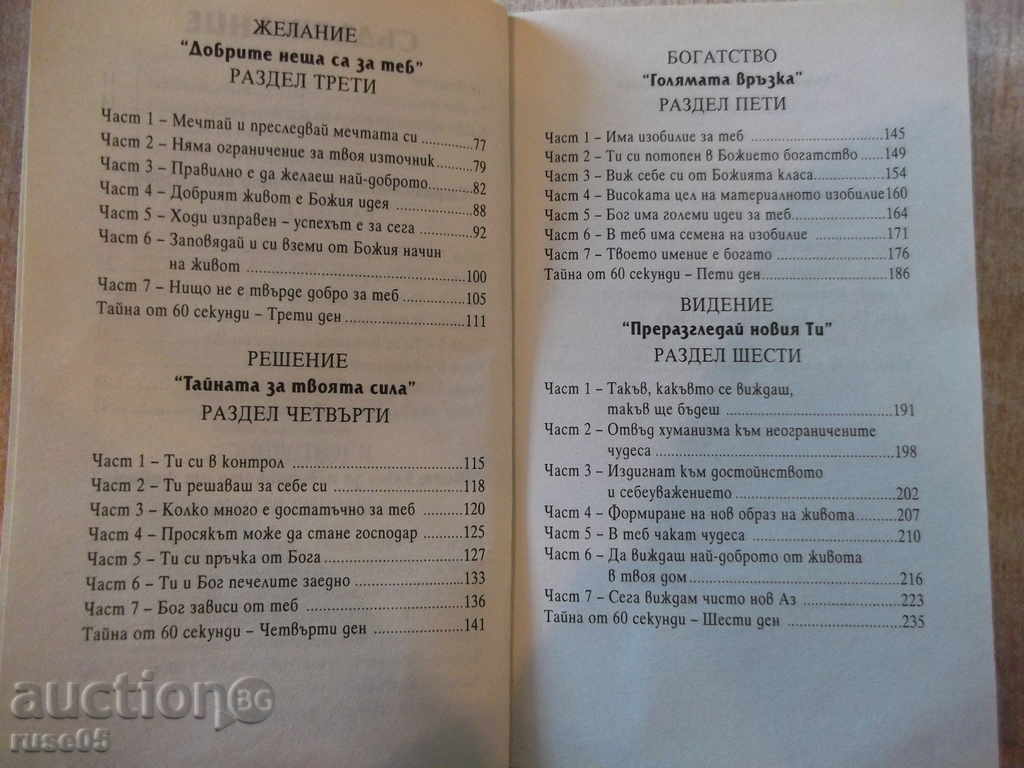 ЖЕЛАНИЕ
"Добрите неща са за теб"
РАЗДЕЛ ТРЕТИ
Част 1 – Мечтай и преследвай мечтата си ........77
Част 2 – Няма ограничение за твоя източник......79
Част 3 – Правилно е да желаеш най-доброто.......82
Част 4 – Добрият живот е Божия идея ............88
Част 5 – Ходи изправен – успехът е за сега ........92
Част 6 – Заповядай и си вземи от Божия начин
на живот ..............................100
Част 7 – Нищо не е твърде добро за теб ..........105
Тайна от 60 секунди – Трети ден..................111
РЕШЕНИЕ
"Тайната за твоята сила"
РАЗДЕЛ ЧЕТВЪРТИ
Част 1 – Ти си в контрол ..........................115
Част 2 – Ти решаваш за себе си ...................118
Част 3 – Колко много е достатъчно за теб ........120
Част 4 – Просякът може да стане господар .......125
Част 5 – Ти си пръчка от Бога.....................127
Част 6 – Ти и Бог печелите заедно................133
Част 7 – Бог зависи от теб ........................136
Тайна от 60 секунди – Четвърти ден ..............141
БОГАТСТВО
"Голямата връзка"
РАЗДЕЛ ПЕТИ
Част 1 – Има изобилие за теб ....................145
Част 2 – Ти си потопен в Божието богатство......149
Част 3 – Виж себе си от Божията класа............154
Част 4 – Високата цел на материалното изобилие 160
Част 5 – Бог има големи идеи за теб...............164
Част 6 – В теб има семена на изобилие ...........171
Част 7 – Твоето имение е богато ..................176
Тайна от 60 секунди – Пети ден...................186
ВИДЕНИЕ
"Преразгледай новия Ти"
РАЗДЕЛ ШЕСТИ
Част 1 – Такъв, какъвто се виждаш,
такъв ще бъдеш .......................191
Част 2 – Отвъд хуманизма към неограничените
чудеса .................................198
Част 3 – Издигнат към достойнството
и себеуважението......................202
Част 4 – Формиране на нов образ на живота.......207
Част 5 – В теб чакат чудеса .......................210
Част 6 – Да виждаш най-доброто от живота
в твоя дом..............................216
Част 7 – Сега виждам чисто нов Аз ...............223
Тайна от 60 секунди – Шести ден ................235
auction BG
ruse05